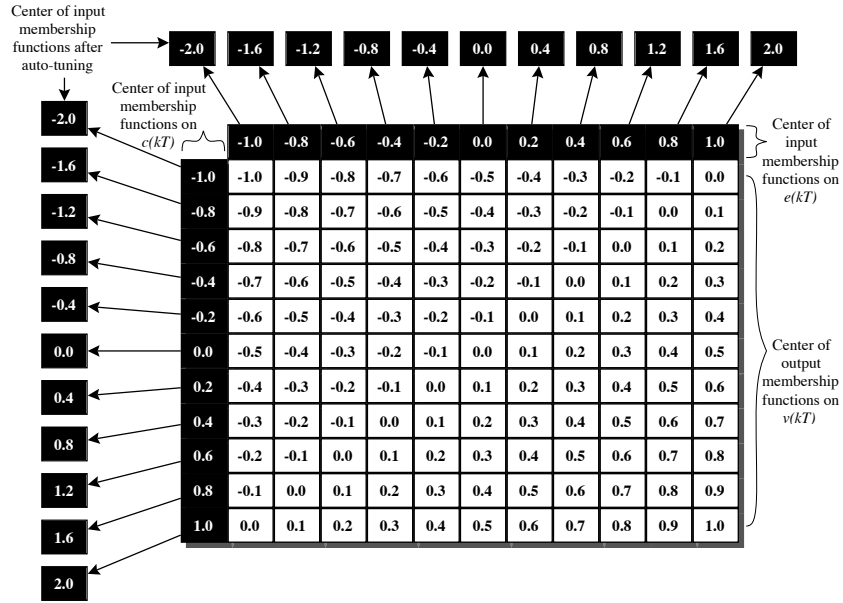 Center of input
membership
functions after
auto-tuning
-2.0 -1.6 -1.2 -0.8 -0.4 0.0 0.4 0.8 1.2 1.6 2.0
Center of input
membership
functions on
c(kT)
-1.0 -0.8 -0.6 -0.4 -0.2 0.0 0.2 0.4 0.6 0.8 1.0
Center of
input
membership
functions on
e(kT)
-2.0
-1.6
-1.2
-0.8
-0.4
0.0
0.4
0.8
1.2
1.6
2.0
-1.0 -1.0 -0.9 -0.8 -0.7 -0.6 -0.5 -0.4 -0.3 -0.2 -0.1 0.0
-0.8 -0.9 -0.8 -0.7 -0.6 -0.5 -0.4 -0.3 -0.2 -0.1 0.0 0.1
-0.6 -0.8 -0.7 -0.6 -0.5 -0.4 -0.3 -0.2 -0.1 0.0 0.1 0.2
-0.4 -0.7 -0.6 -0.5 -0.4 -0.3 -0.2 -0.1 0.0 0.1 0.2 0.3
-0.2 -0.6 -0.5 -0.4 -0.3 -0.2 -0.1 0.0 0.1 0.2 0.3 0.4
0.0 -0.5 -0.4 -0.3 -0.2 -0.1 0.0 0.1 0.2 0.3 0.4 0.5
0.2 -0.4 -0.3 -0.2 -0.1 0.0 0.1 0.2 0.3 0.4 0.5 0.6
0.4 -0.3 -0.2 -0.1 0.0 0.1 0.2 0.3 0.4 0.5 0.6 0.7
0.6 -0.2 -0.1 0.0 0.1 0.2 0.3 0.4 0.5 0.6 0.7 0.8
0.8 -0.1 0.0 0.1 0.2 0.3 0.4 0.5 0.6 0.7 0.8 0.9
1.0 0.0 0.1 0.2 0.3 0.4 0.5 0.6 0.7 0.8 0.9 1.0
Center of
output
membership
functions on
v(kT)